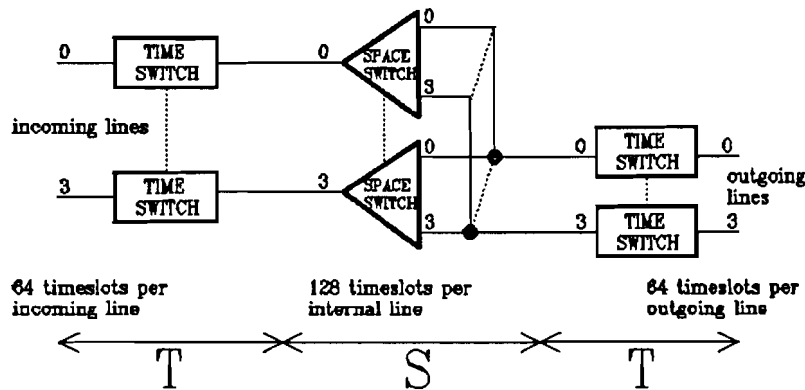 0
TIME
SWITCH
0
SPACE
SWITCH
0
3
incoming lines
3
TIME
SWITCH
3
SPACE
SWITCH
0
3
0
TIME
SWITCH
0
outgoing
lines
3
TIME
SWITCH
3
64 timeslots per
incoming line
128 timeslots per
internal line
64 timeslots per
outgoing line
T
S
T